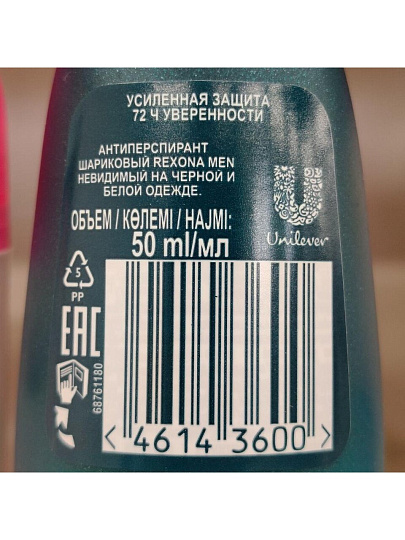 УСИЛЕННАЯ ЗАЩИТА
72 Ч УВЕРЕННОСТИ
АНТИПЕРСПИРАНТ
ШАРИКОВЫЙ REXONA MEN
НЕВИДИМЫЙ НА ЧЕРНОЙ И
БЕЛОЙ ОДЕЖДЕ.
ОБЪЕМ / КӨЛЕМІ / HAJMI:
50 ml/мл
Unilever
5
PP
EAC
68761180
<4614 3600>